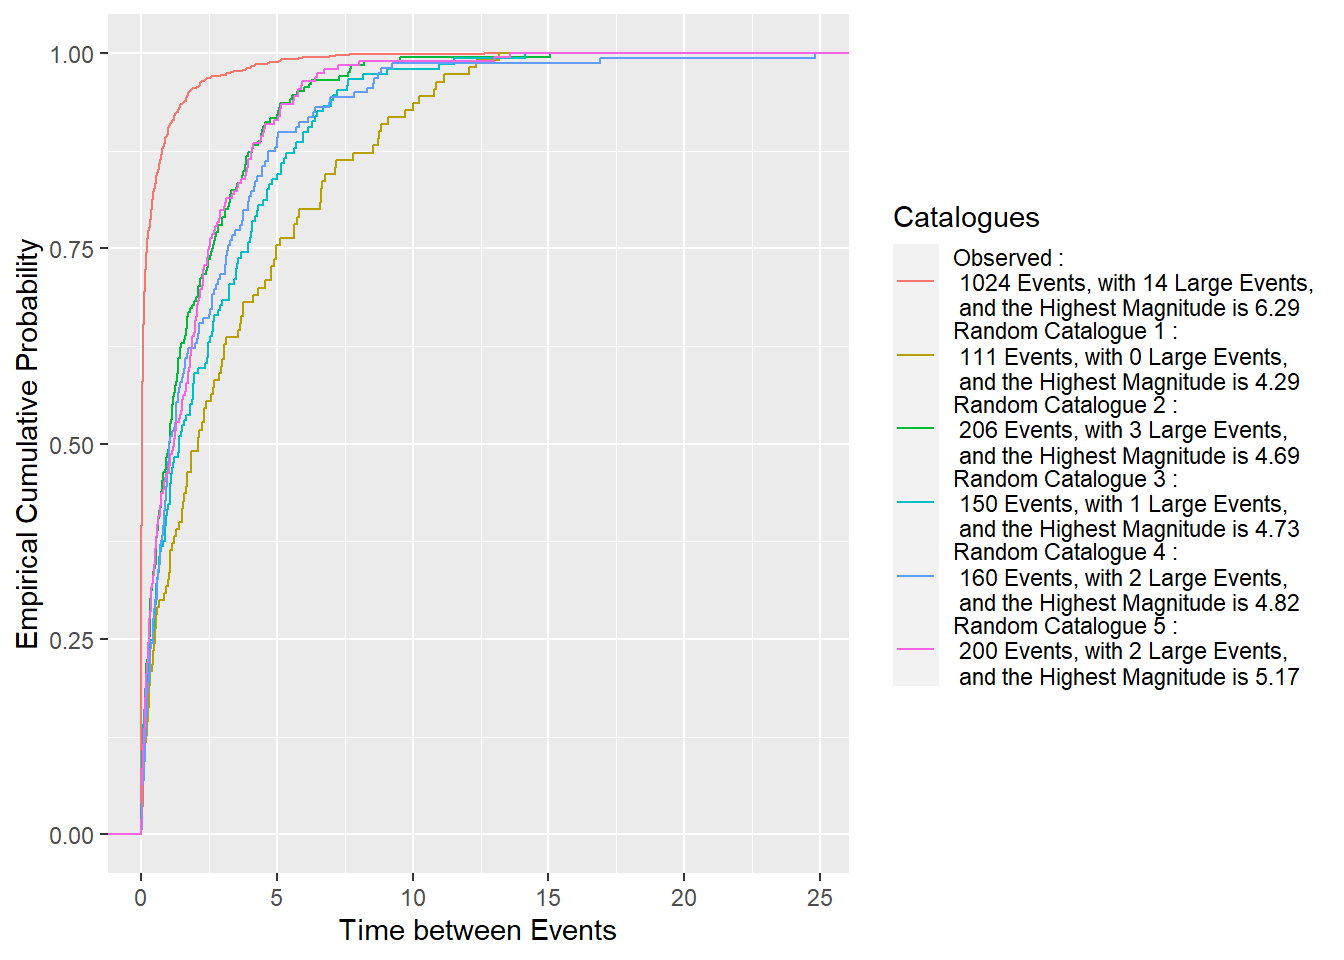 1.00
0.75
0.50
0.25
0.00
Empirical Cumulative Probability
0
5
10
15
20
25
Time between Events
Catalogues
Observed :
1024 Events, with 14 Large Events,
and the Highest Magnitude is 6.29
Random Catalogue 1 :
111 Events, with 0 Large Events,
and the Highest Magnitude is 4.29
Random Catalogue 2 :
206 Events, with 3 Large Events,
and the Highest Magnitude is 4.69
Random Catalogue 3 :
150 Events, with 1 Large Events,
and the Highest Magnitude is 4.73
Random Catalogue 4 :
160 Events, with 2 Large Events,
and the Highest Magnitude is 4.82
Random Catalogue 5 :
200 Events, with 2 Large Events,
and the Highest Magnitude is 5.17